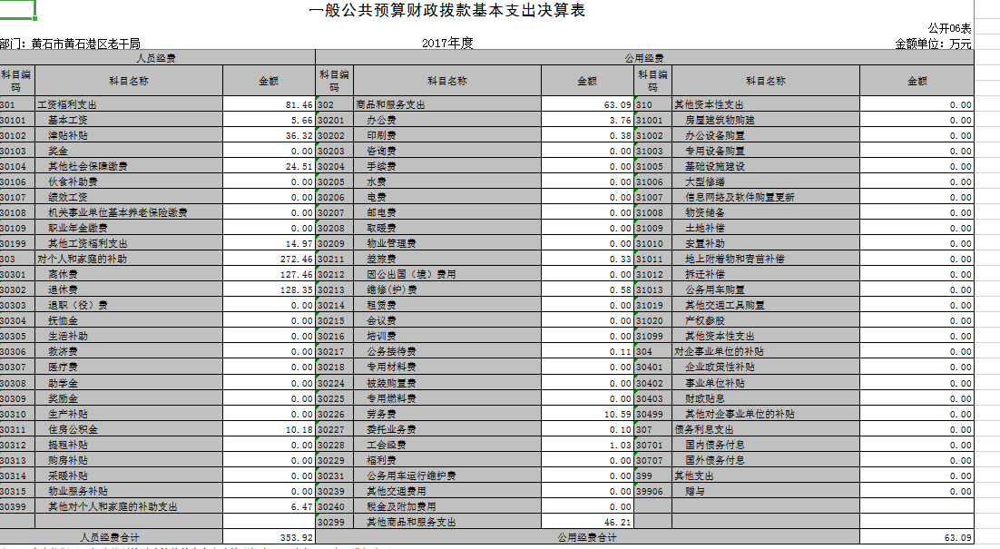 一般公共预算财政拨款基本支出决算表
公开06表
部门：黄石市黄石港区老干局 2017年度 金额单位：万元
人员经费 公用经费
科目编码 科目名称 金额 科目编码 科目名称 金额 科目编码 科目名称 金额
301 工资福利支出 81.46 302 商品和服务支出 63.09 310 其他资本性支出 0.00
30101 基本工资 5.66 30201 办公费 3.76 31001 房屋建筑物购建 0.00
30102 津贴补贴 36.32 30202 印刷费 0.38 31002 办公设备购置 0.00
30103 奖金 0.00 30203 咨询费 0.00 31003 专用设备购置 0.00
30104 其他社会保障缴费 24.51 30204 手续费 0.00 31005 基础设施建设 0.00
30106 伙食补助费 0.00 30205 水费 0.00 31006 大型修缮 0.00
30107 绩效工资 0.00 30206 电费 0.00 31007 信息网络及软件购置更新 0.00
30108 机关事业单位基本养老保险缴费 0.00 30207 邮电费 0.00 31008 物资储备 0.00
30109 职业年金缴费 0.00 30208 取暖费 0.00 31009 土地补偿 0.00
30199 其他工资福利支出 14.97 30209 物业管理费 0.00 31010 安置补助 0.00
303 对个人和家庭的补助 272.46 30211 差旅费 0.33 31011 地上附着物和青苗补偿 0.00
30301 离休费 127.46 30212 因公出国（境）费用 0.00 31012 拆迁补偿 0.00
30302 退休费 128.35 30213 维修(护)费 0.58 31013 公务用车购置 0.00
30303 退职（役）费 0.00 30214 租赁费 0.00 31019 其他交通工具购置 0.00
30304 抚恤金 0.00 30215 会议费 0.00 31020 产权参股 0.00
30305 生活补助 0.00 30216 培训费 0.00 31099 其他资本性支出 0.00
30306 救济费 0.00 30217 公务接待费 0.11 304 对企事业单位的补贴 0.00
30307 医疗费 0.00 30218 专用材料费 0.00 30401 企业政策性补贴 0.00
30308 助学金 0.00 30224 被装购置费 0.00 30402 事业单位补贴 0.00
30309 奖励金 0.00 30225 专用燃料费 0.00 30403 财政贴息 0.00
30310 生产补贴 0.00 30226 劳务费 10.59 30499 其他对企事业单位的补贴 0.00
30311 住房公积金 10.18 30227 委托业务费 0.10 307 债务利息支出 0.00
30312 提租补贴 0.00 30228 工会经费 1.03 30701 国内债务付息 0.00
30313 购房补贴 0.00 30229 福利费 0.00 30707 国外债务付息 0.00
30314 采暖补贴 0.00 30231 公务用车运行维护费 0.00 399 其他支出 0.00
30315 物业服务补贴 0.00 30239 其他交通费用 0.00 39906 赠与 0.00
30399 其他对个人和家庭的补助支出 6.47 30240 税金及附加费用 0.00
30299 其他商品和服务支出 46.21
人员经费合计 353.92 公用经费合计 63.09